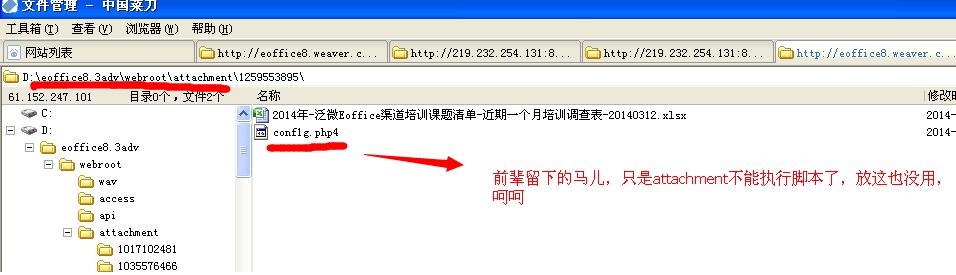 文件管理 - 中国菜刀
工具箱(T) 查看(V) 浏览器(W) 帮助(H)
网站列表 http://eoffice8.weaver.c... http://219.232.254.131:8... http://219.232.254.131:8... http://eoffice8.weaver.c...
D:\eoffice8.3adv\webroot\attachment\1259553895\
61.152.247.101 目录0个，文件2个 名称 修改时
C: 2014年-泛微Eoffice渠道培训课题清单-近期一个月培训调查表-20140312.xlsx 2014-
D: conf1g.php4 2014-
eoffice8.3adv
webroot
wav
access
api
attachment
1017102481
1035576466
前辈留下的马儿，只是attachment不能执行脚本了，放这也没用，
呵呵